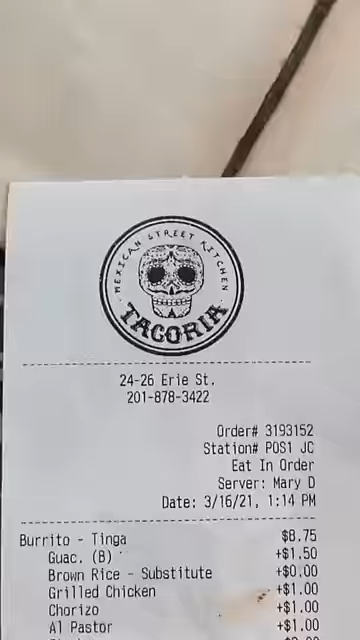 MEXICAN STREET KITCHEN
TACORIA
24-26 Erie St.
201-878-3422
Order# 3193152
Station# POS1 JC
Eat In Order
Server: Mary D
Date: 3/16/21, 1:14 PM
Burrito - Tinga $8.75
Guac. (B) +$1.50
Brown Rice - Substitute +$0.00
Grilled Chicken +$1.00
Chorizo +$1.00
Al Pastor +$1.00